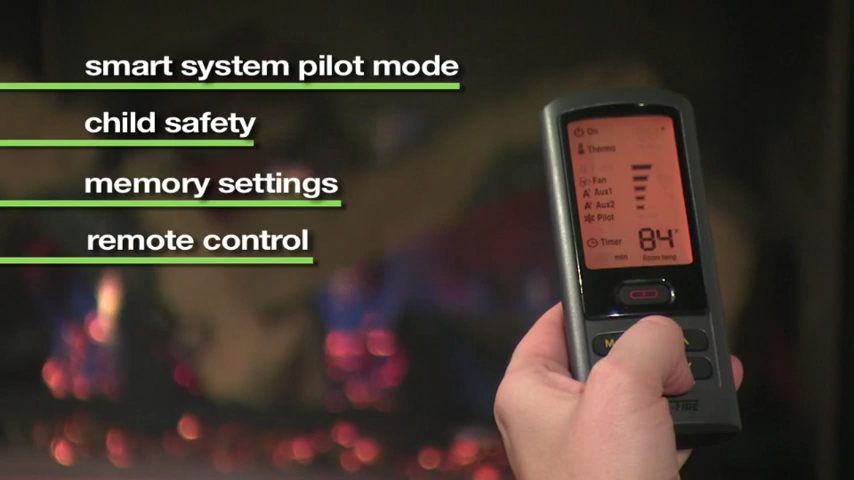 smart system pilot mode
child safety
memory settings
remote control
On
Thermo
Fan
Aux1
Aux2
Pilot
Timer
84°
min
Room temp
M
FIRE